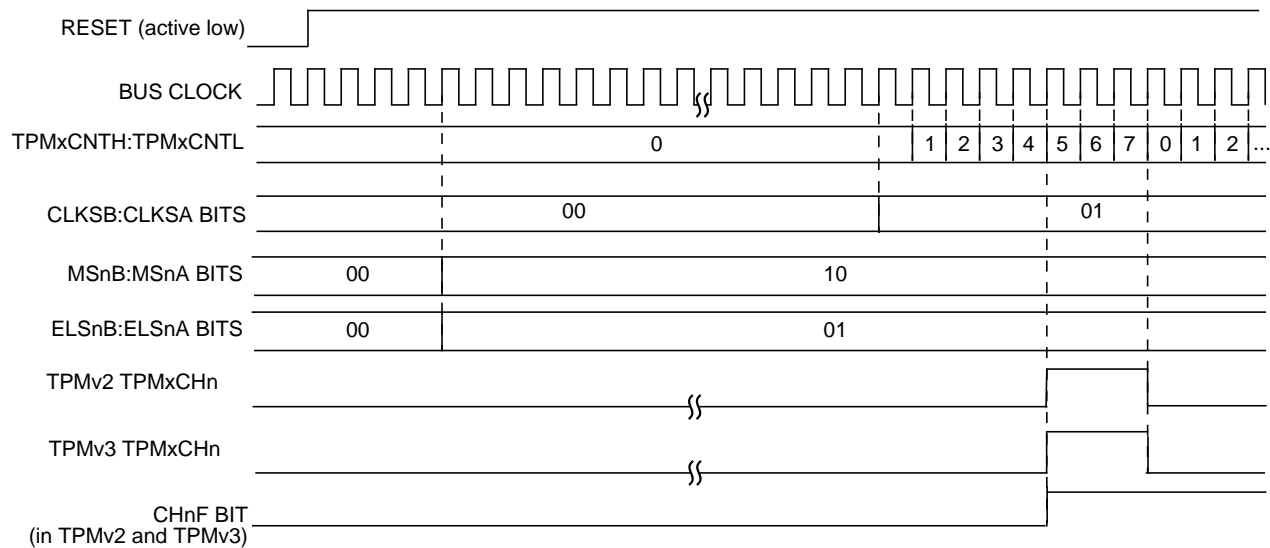 RESET (active low)
BUS CLOCK
TPMxCNTH:TPMxCNTL 0 1 2 3 4 5 6 7 0 1 2 ...
CLKSB:CLKSA BITS 00 01
MSnB:MSnA BITS 00 10
ELSnB:ELSnA BITS 00 01
TPMv2 TPMxCHn
TPMv3 TPMxCHn
CHnF BIT
(in TPMv2 and TPMv3)